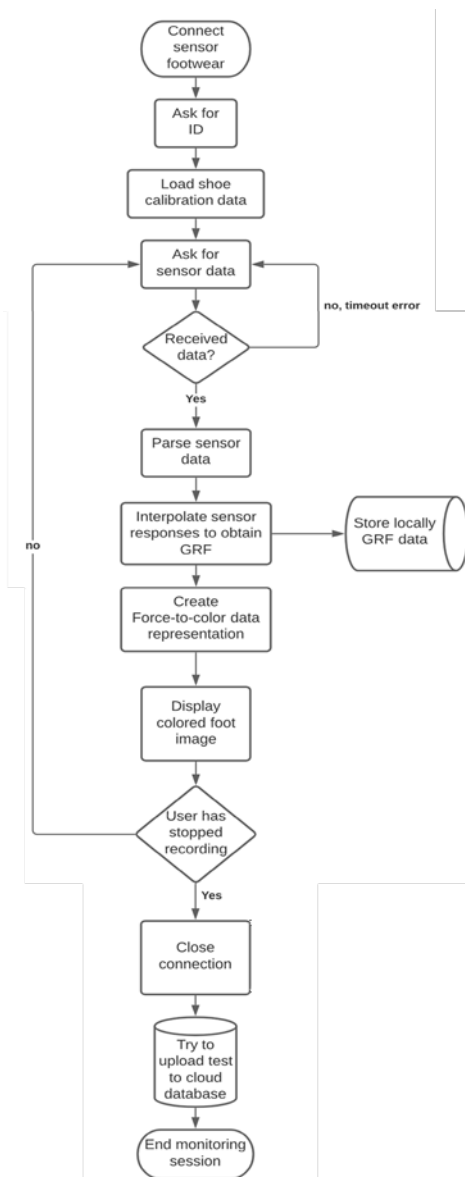 Connect
sensor
footwear
Ask for
ID
Load shoe
calibration data
Ask for
sensor data
no, timeout error
Received
data?
Yes
Parse sensor
data
Interpolate sensor
responses to obtain
GRF
Store locally
GRF data
no
Create
Force-to-color data
representation
Display
colored foot
image
User has
stopped
recording
Yes
Close
connection
Try to
upload test
to cloud
database
End monitoring
session